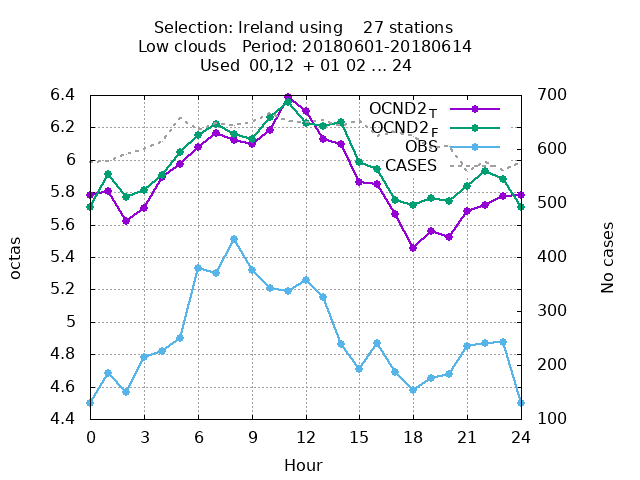 Selection: Ireland using    27 stations
Low clouds   Period: 20180601-20180614
Used  00,12  + 01 02 ... 24
6.4
6.2
6
5.8
5.6
5.4
5.2
5
4.8
4.6
4.4
octas
OCND2 T
OCND2 F
OBS
CASES
700
600
500
400
300
200
100
No cases
0 3 6 9 12 15 18 21 24
Hour